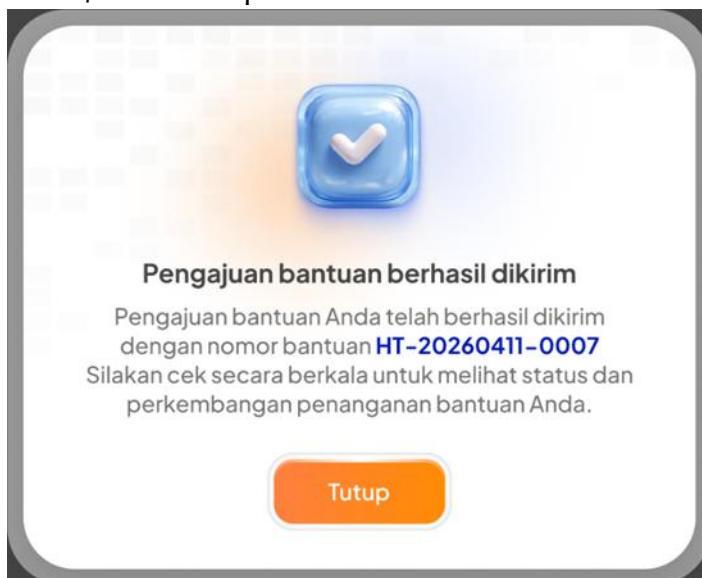 Pengajuan bantuan berhasil dikirim
Pengajuan bantuan Anda telah berhasil dikirim
dengan nomor bantuan HT-20260411-0007
Silakan cek secara berkala untuk melihat status dan
perkembangan penanganan bantuan Anda.
Tutup